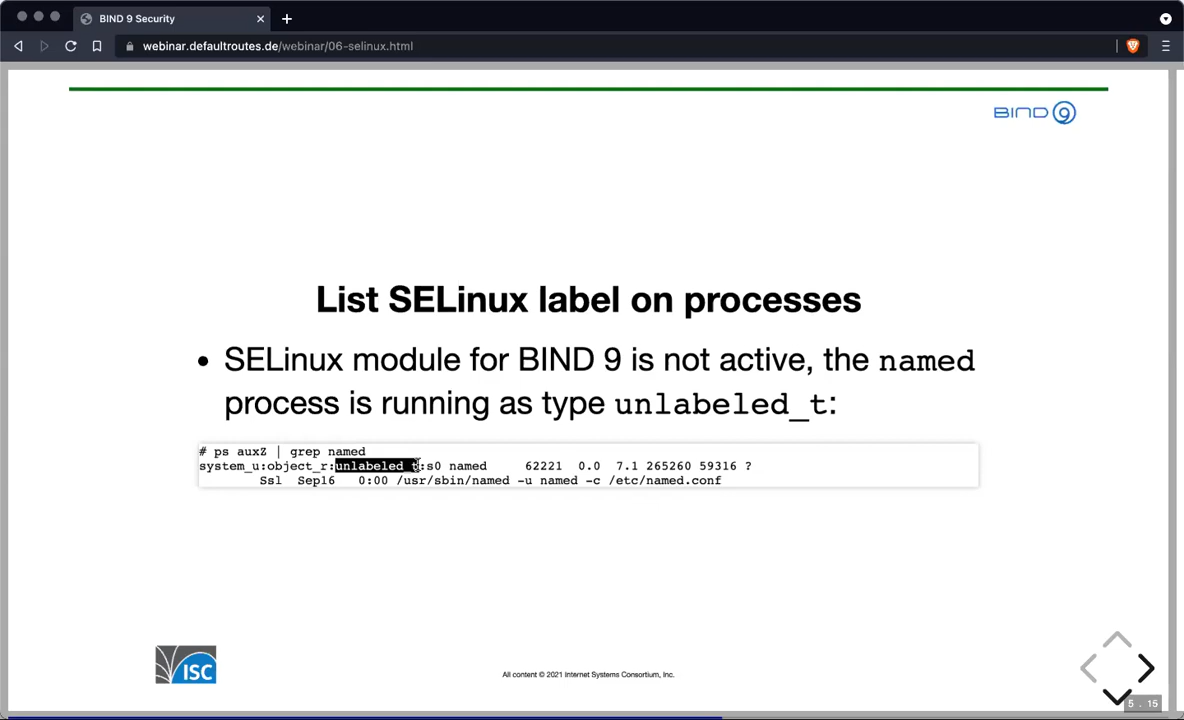 BIND 9 Security
webinar.defaultroutes.de/webinar/06-selinux.html
BIND 9
List SELinux label on processes
• SELinux module for BIND 9 is not active, the named
process is running as type unlabeled_t:
# ps auxZ | grep named
system_u:object_r:unlabeled_t:s0 named 62221 0.0 7.1 265260 59316 ?
Ssl Sep16 0:00 /usr/sbin/named -u named -c /etc/named.conf
ISC
All content © 2021 Internet Systems Consortium, Inc.
5 . 15